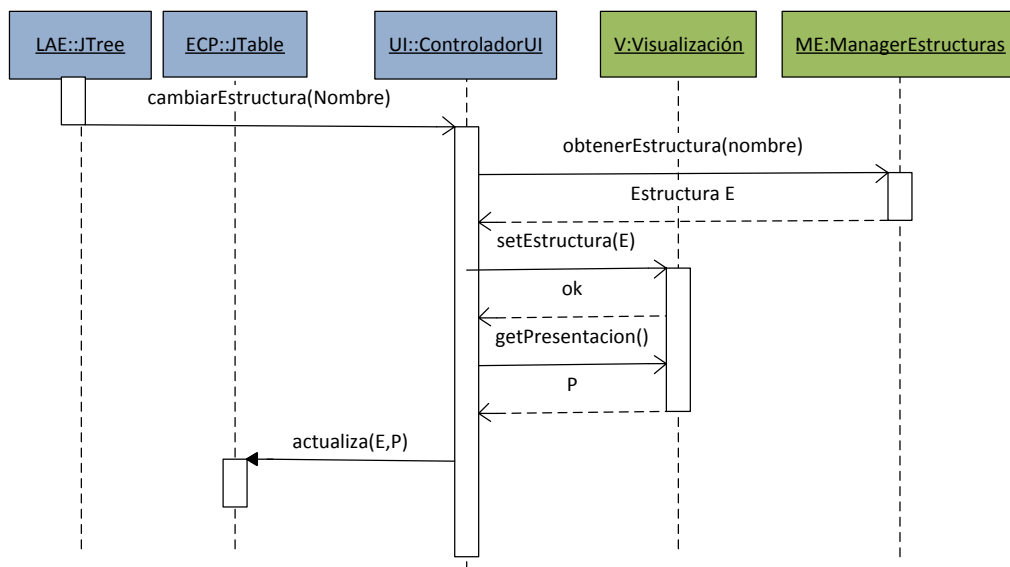 LAE::JTree
ECP::JTable
UI::ControladorUI
V:Visualización
ME:ManagerEstructuras
cambiarEstructura(Nombre)
obtenerEstructura(nombre)
Estructura E
setEstructura(E)
ok
getPresentacion()
P
actualiza(E,P)